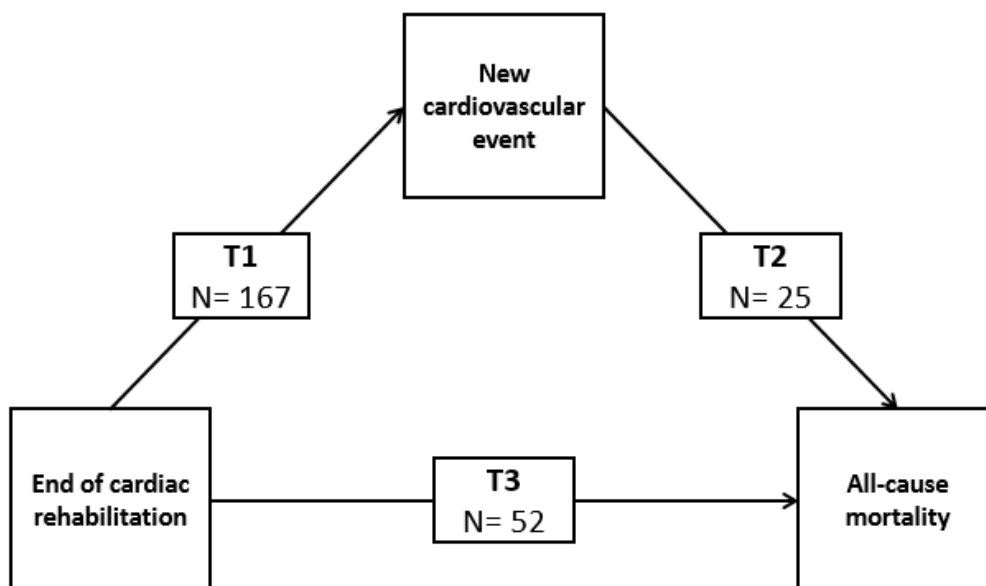 New
cardiovascular
event
T1
N= 167
T2
N= 25
End of cardiac
rehabilitation
T3
N= 52
All-cause
mortality